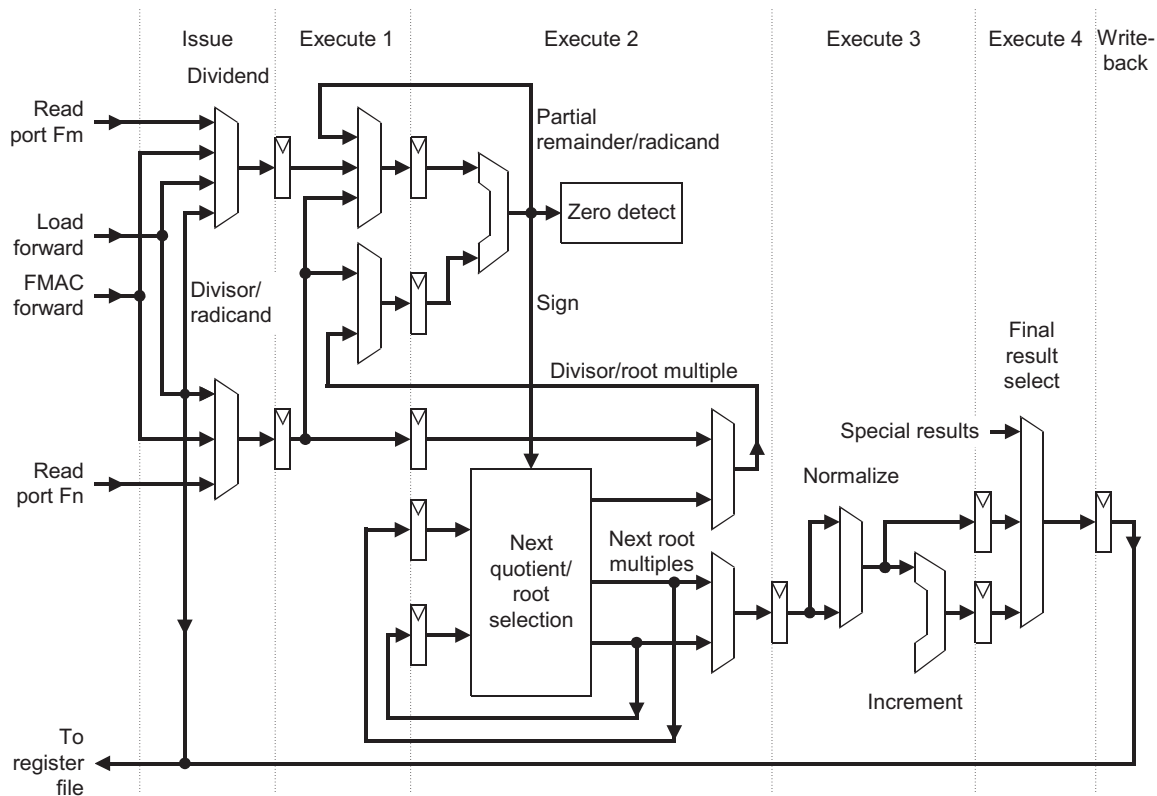 Issue
Execute 1
Execute 2
Execute 3
Execute 4
Write-
back
Dividend
Read
port Fm
Partial
remainder/radicand
Zero detect
Load
forward
FMAC
forward
Divisor/
radicand
Sign
Final
result
select
Divisor/root multiple
Special results
Read
port Fn
Normalize
Next
quotient/
root
selection
Next root
multiples
Increment
To
register
file